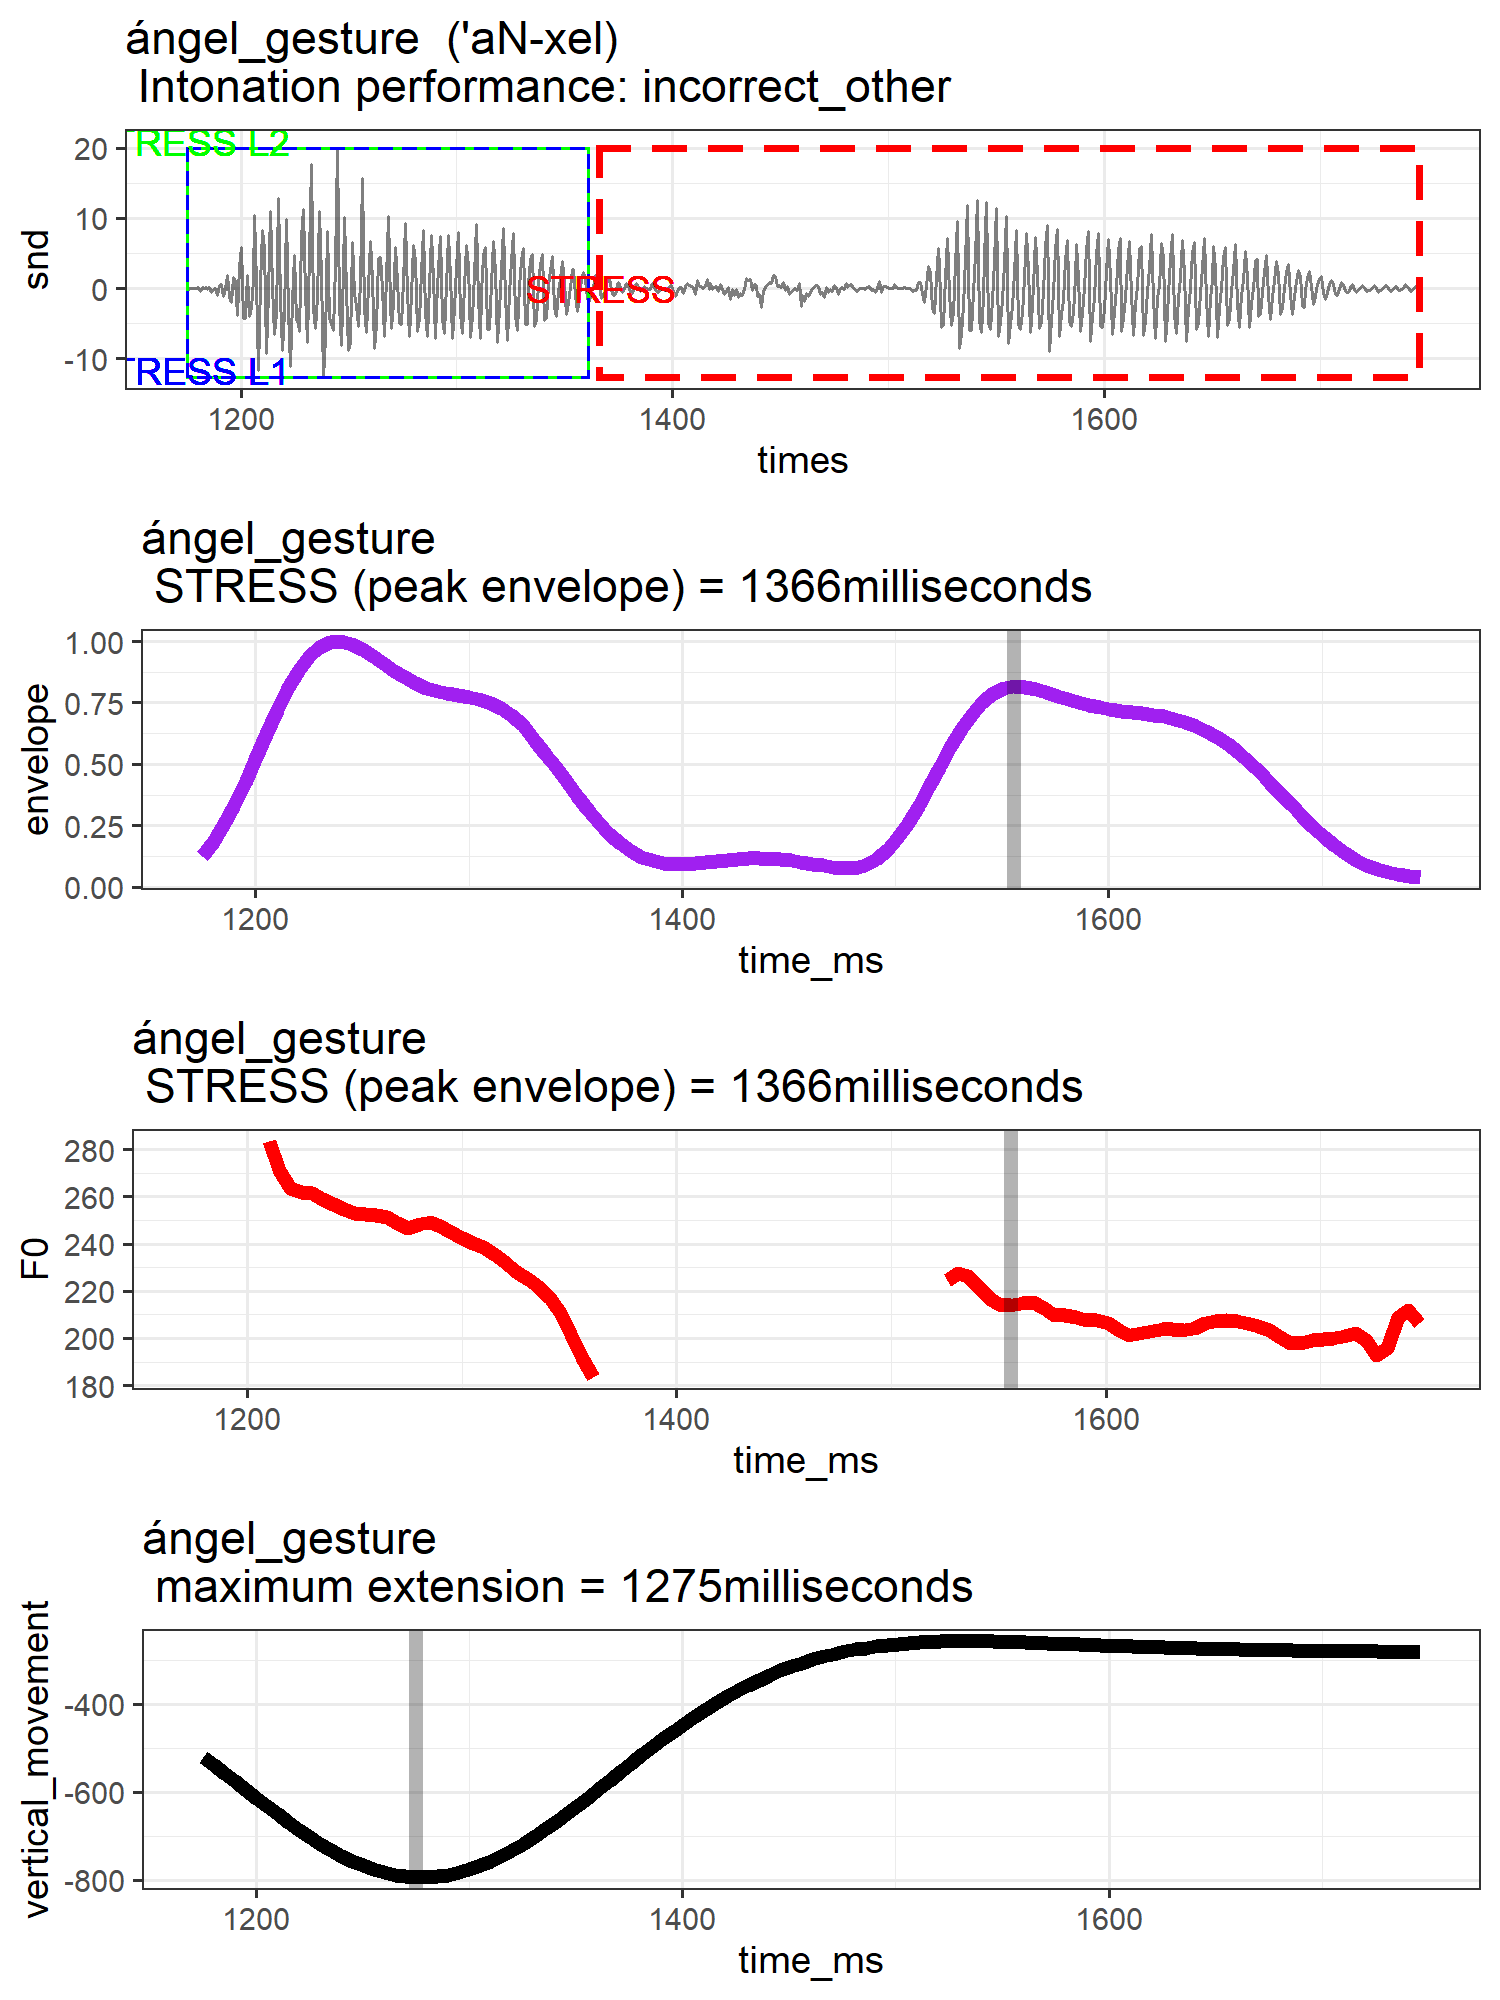 ángel_gesture  ('aN-xel)
Intonation performance: incorrect_other
RESS L2
20
10
0
-10
snd
STRESS
RESS L1
1200 1400 1600
times
ángel_gesture
STRESS (peak envelope) = 1366milliseconds
1.00
0.75
0.50
0.25
0.00
envelope
1200 1400 1600
time_ms
ángel_gesture
STRESS (peak envelope) = 1366milliseconds
280
260
240
220
200
180
F0
1200 1400 1600
time_ms
ángel_gesture
maximum extension = 1275milliseconds
-400
-600
-800
vertical_movement
1200 1400 1600
time_ms